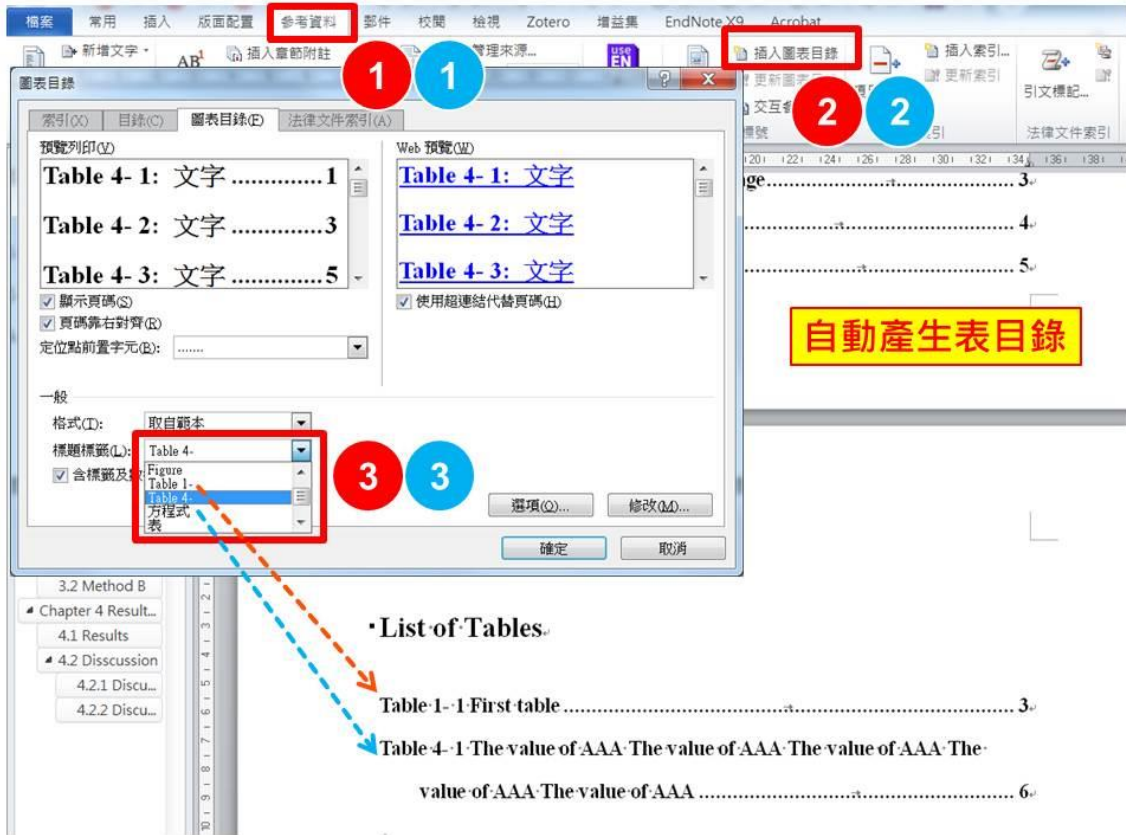 檔案 常用 插入 版面配置 參考資料 郵件 校閱 檢視 Zotero 增益集 EndNote X9 Acrobat
新增文字 AB1 插入章節附註 管理來源... 插入圖表目錄 插入索引...
更新索引
引文標記...
法律文件索引
1 1
2 2
圖表目錄
索引(X) 目錄(C) 圖表目錄(F) 法律文件索引(A)
預覽列印(V)
Table 4- 1: 文字 ..............1
Table 4- 2: 文字 ..............3
Table 4- 3: 文字 ..............5
Web 預覽(W)
Table 4- 1: 文字
Table 4- 2: 文字
Table 4- 3: 文字
顯示頁碼(S)
頁碼靠右對齊(R)
定位點前置字元(B): .......
使用超連結代替頁碼(H)
一般
格式(T): 取自範本
標題標籤(L): Table 4-
含標籤及數
Figure
Table 1-
Table 4-
方程式
表
3 3
選項(O)... 修改(M)...
確定 取消
3.
4.
5.
自動產生表目錄
3.2 Method B
Chapter 4 Result...
4.1 Results
4.2 Disscussion
4.2.1 Discu...
4.2.2 Discu...
List of Tables
Table 1- 1 First table .......... 3
Table 4- 1 The value of AAA The value of AAA The value of AAA The
value of AAA The value of AAA .......... 6